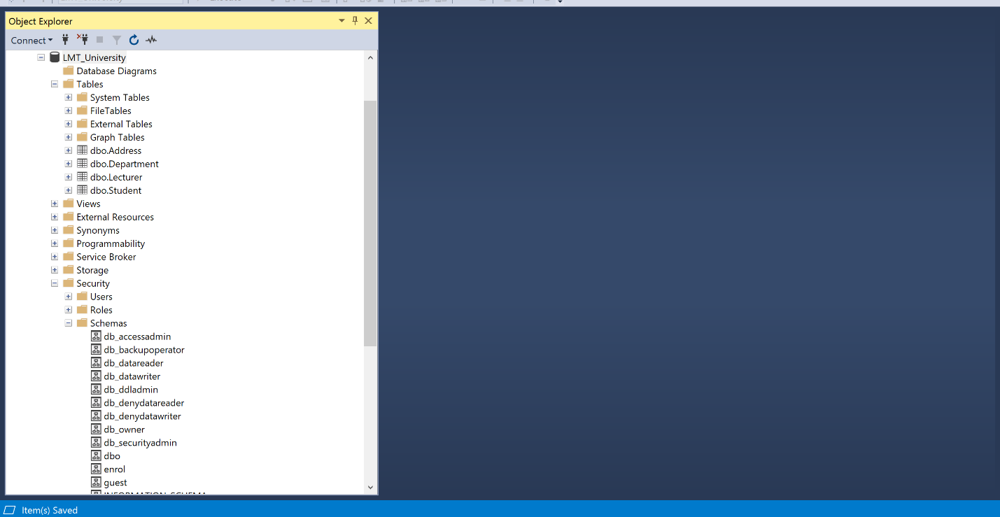 Object Explorer
Connect
LMT_University
Database Diagrams
Tables
System Tables
FileTables
External Tables
Graph Tables
dbo.Address
dbo.Department
dbo.Lecturer
dbo.Student
Views
External Resources
Synonyms
Programmability
Service Broker
Storage
Security
Users
Roles
Schemas
db_accessadmin
db_backupoperator
db_datareader
db_datawriter
db_ddladmin
db_denydatareader
db_denydatawriter
db_owner
db_securityadmin
dbo
enrol
guest
INFORMATION_SCHEMA
Item(s) Saved